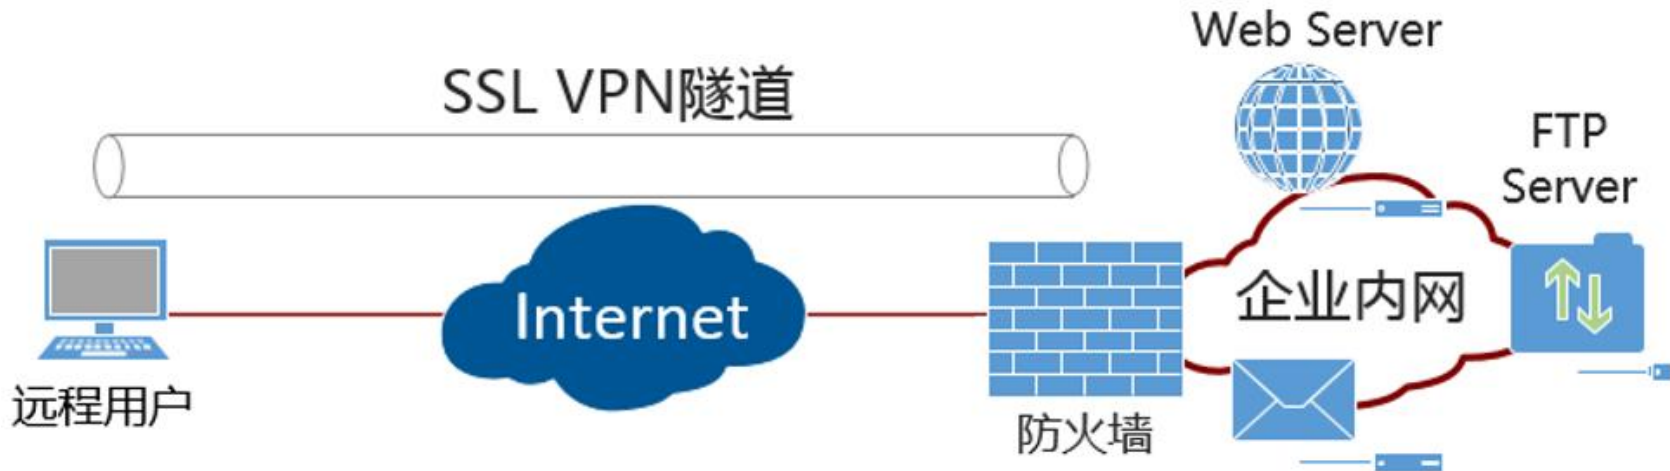 Web Server
SSL VPN隧道
FTP
Server
Internet
企业内网
远程用户
防火墙